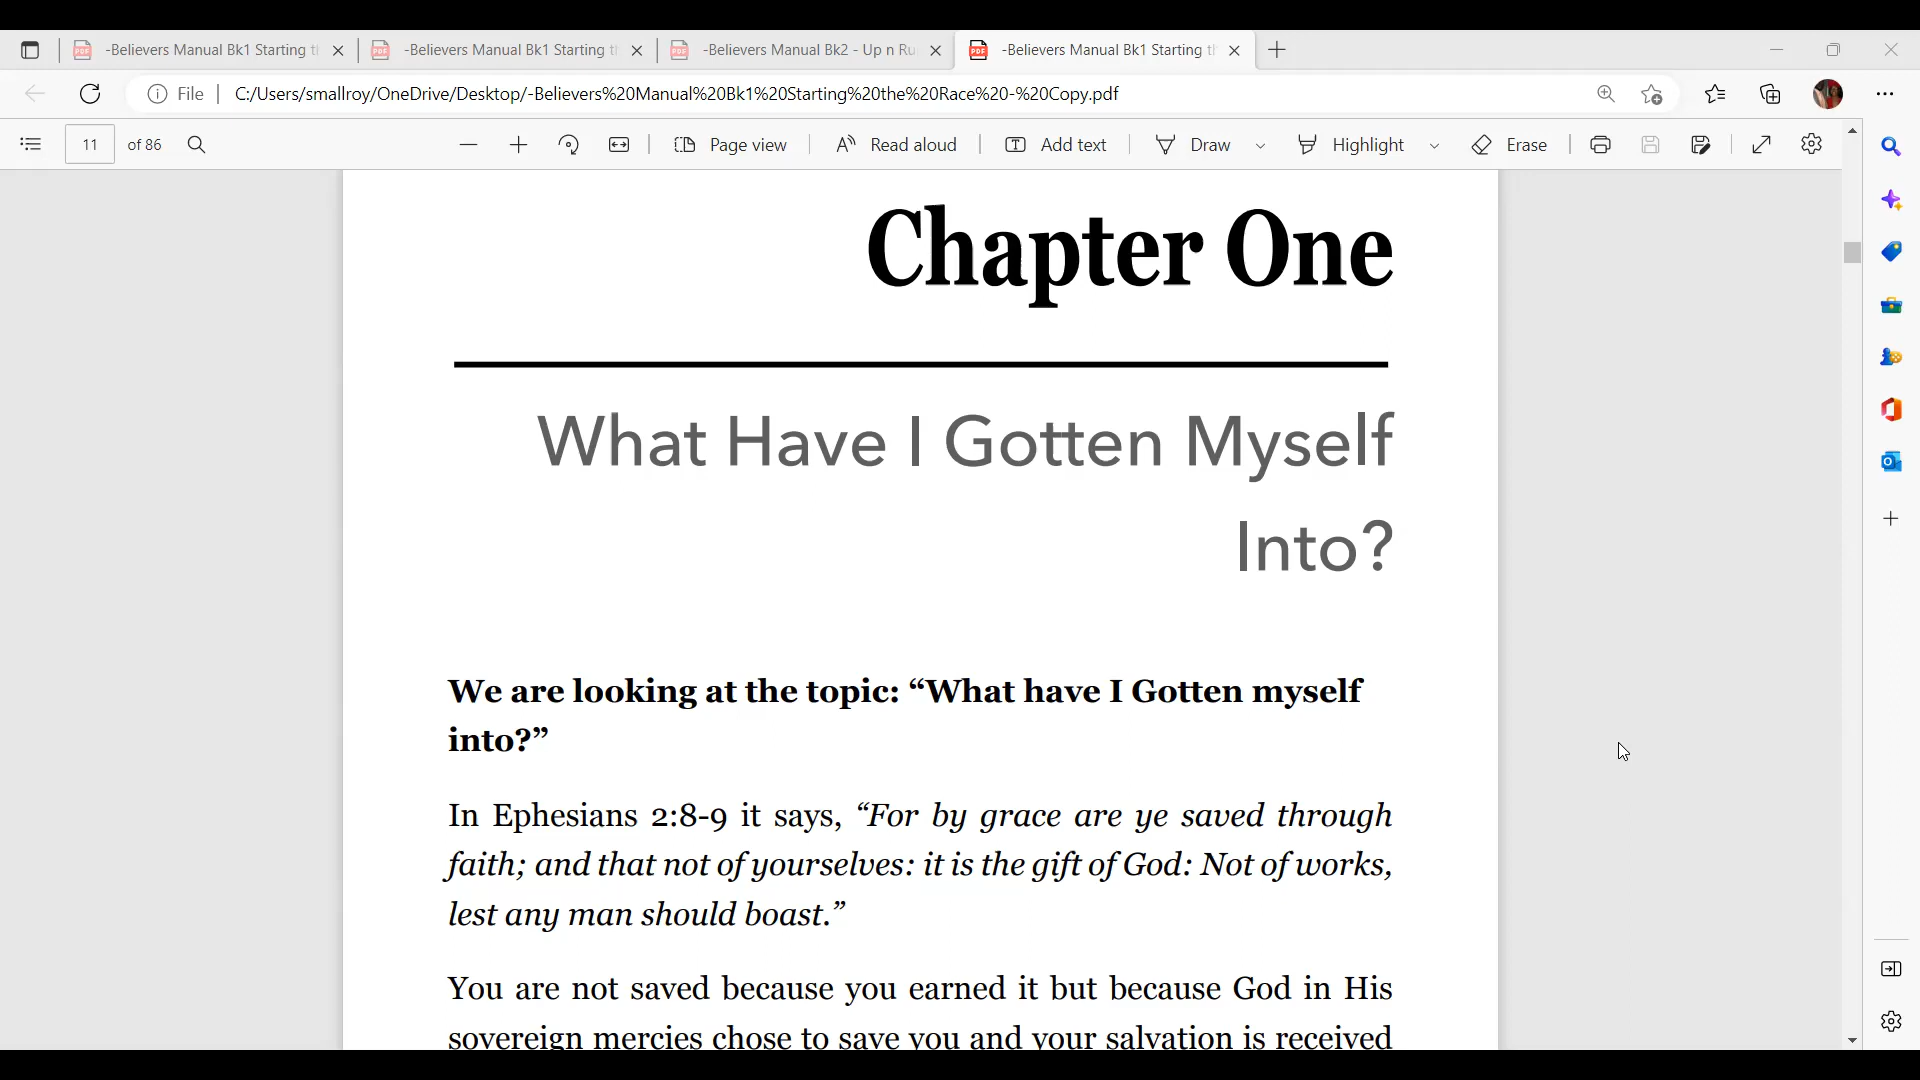 -Believers Manual Bk1 Starting t
-Believers Manual Bk1 Starting t
-Believers Manual Bk2 - Up n Ru
-Believers Manual Bk1 Starting t
File
C:/Users/smallroy/OneDrive/Desktop/-Believers%20Manual%20Bk1%20Starting%20the%20Race%20-%20Copy.pdf
11 of 86
Page view
Read aloud
Add text
Draw
Highlight
Erase
Chapter One
What Have I Gotten Myself
Into?
We are looking at the topic: “What have I Gotten myself
into?”
In Ephesians 2:8-9 it says, “For by grace are ye saved through
faith; and that not of yourselves: it is the gift of God: Not of works,
lest any man should boast.”
You are not saved because you earned it but because God in His
sovereign mercies chose to save you and your salvation is received